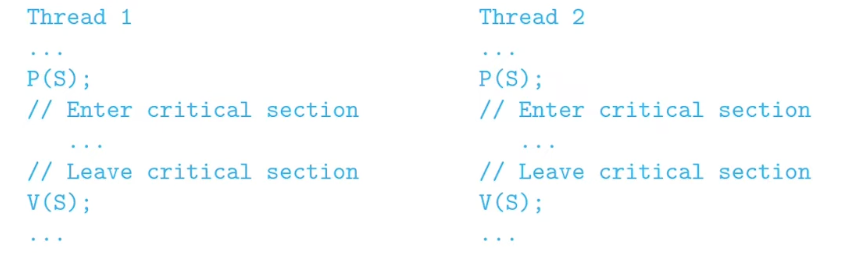 Thread 1
...
P(S);
// Enter critical section
...
// Leave critical section
V(S);
...
Thread 2
...
P(S);
// Enter critical section
...
// Leave critical section
V(S);
...